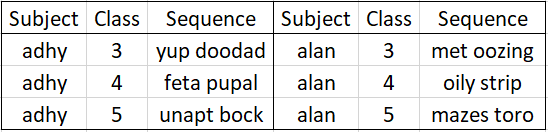 Subject Class Sequence Subject Class Sequence
adhy 3 yup doodad alan 3 met oozing
adhy 4 feta pupal alan 4 oily strip
adhy 5 unapt bock alan 5 mazes toro